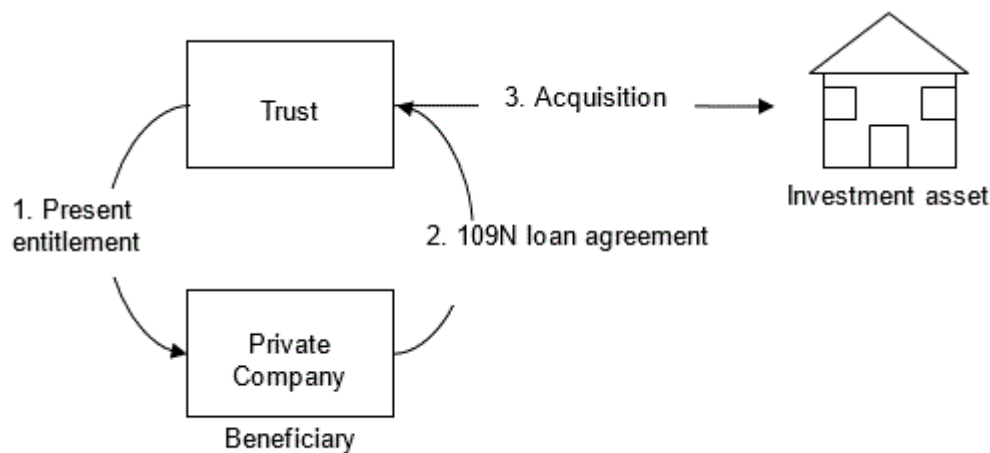 Trust
3. Acquisition
Investment asset
1. Present
entitlement
2. 109N loan agreement
Private
Company
Beneficiary